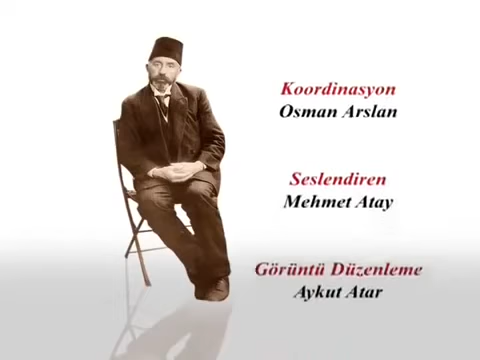 Koordinasyon
Osman Arslan
Seslendiren
Mehmet Atay
Görüntü Düzenleme
Aykut Atar